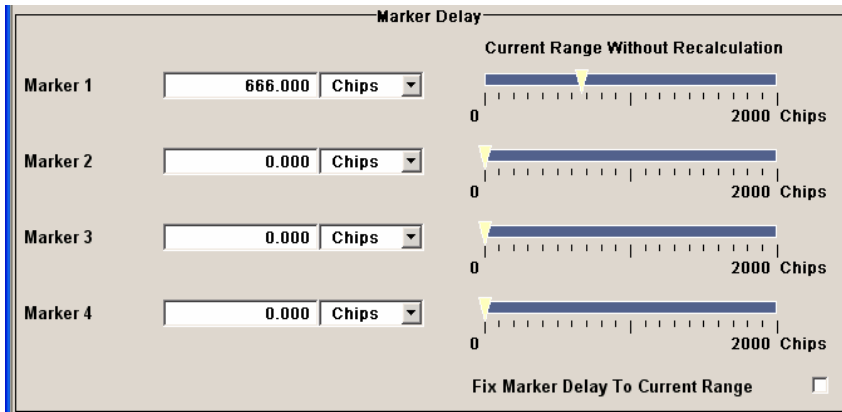 Marker Delay
Current Range Without Recalculation
Marker 1 666.000 Chips
0 2000 Chips
Marker 2 0.000 Chips
0 2000 Chips
Marker 3 0.000 Chips
0 2000 Chips
Marker 4 0.000 Chips
0 2000 Chips
Fix Marker Delay To Current Range